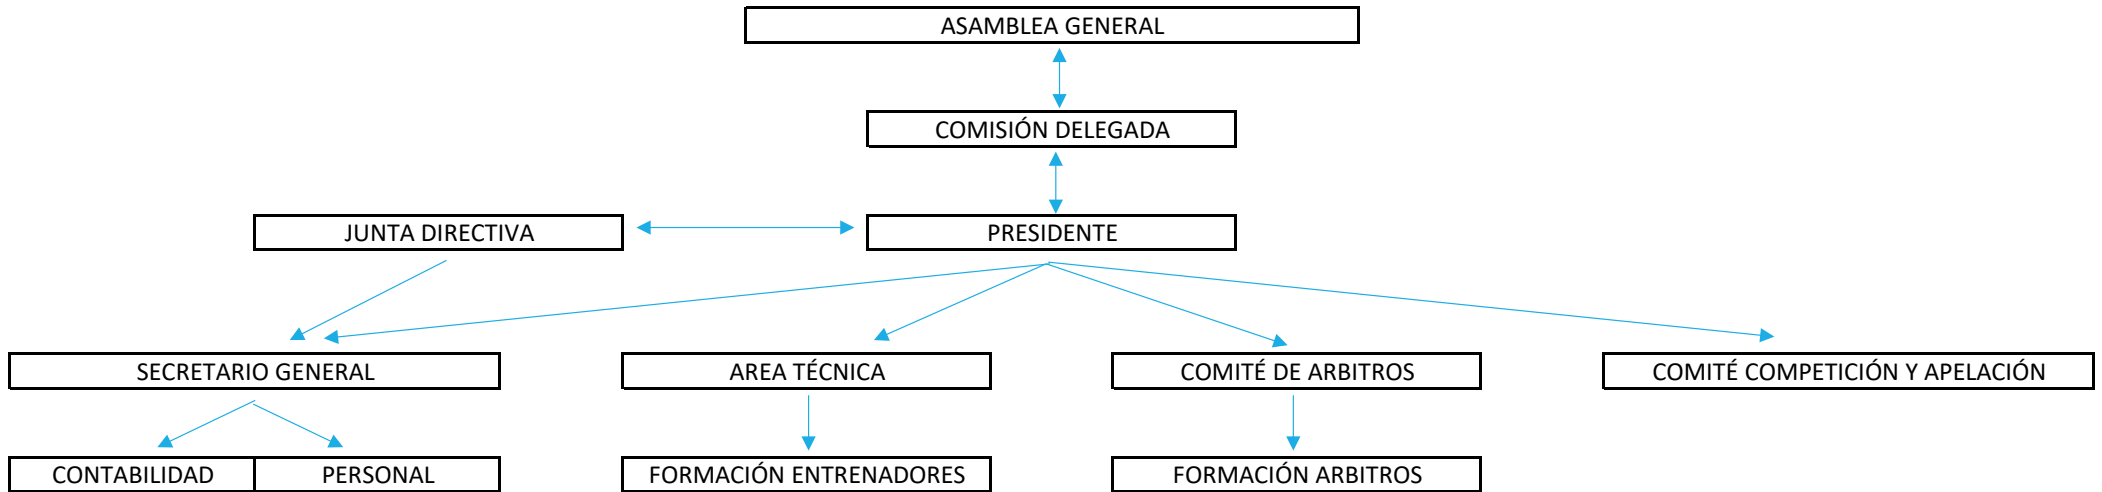 ASAMBLEA GENERAL
COMISIÓN DELEGADA
JUNTA DIRECTIVA
PRESIDENTE
SECRETARIO GENERAL
AREA TÉCNICA
COMITÉ DE ARBITROS
COMITÉ COMPETICIÓN Y APELACIÓN
CONTABILIDAD
PERSONAL
FORMACIÓN ENTRENADORES
FORMACIÓN ARBITROS